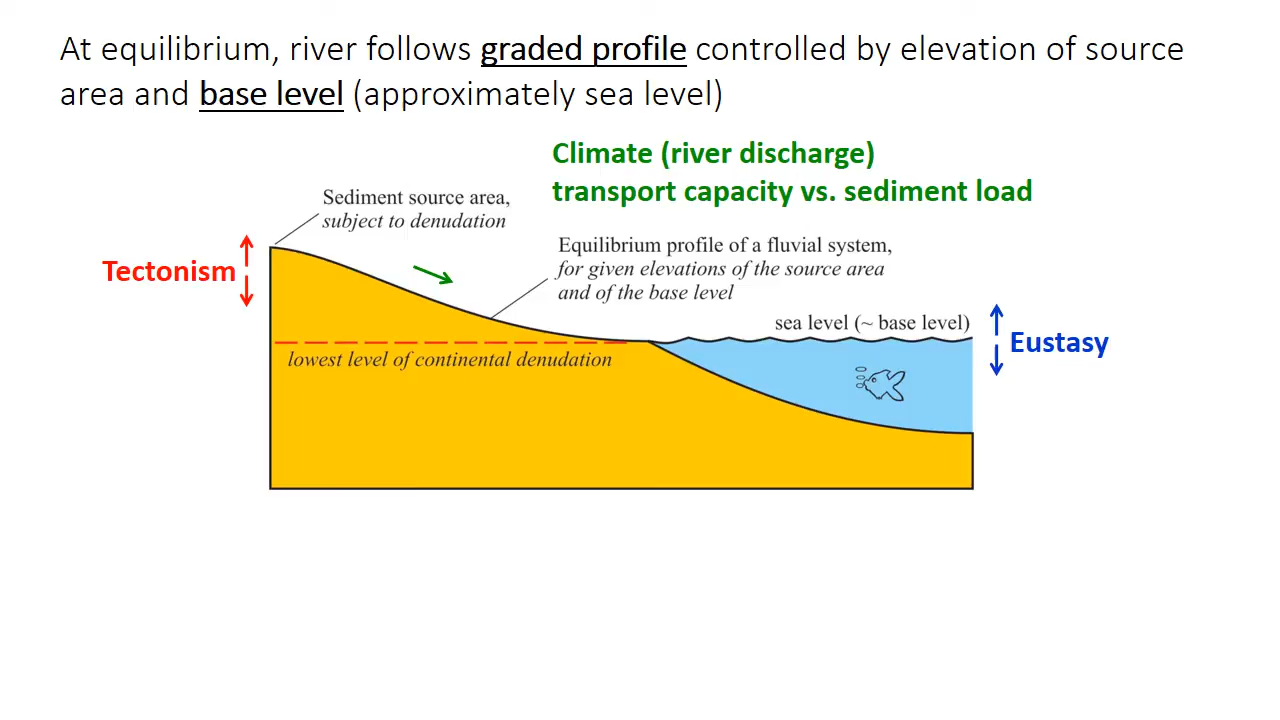 At equilibrium, river follows graded profile controlled by elevation of source
area and base level (approximately sea level)
Climate (river discharge)
transport capacity vs. sediment load
Sediment source area,
subject to denudation
Equilibrium profile of a fluvial system,
for given elevations of the source area
and of the base level
Tectonism
sea level (~ base level)
Eustasy
lowest level of continental denudation